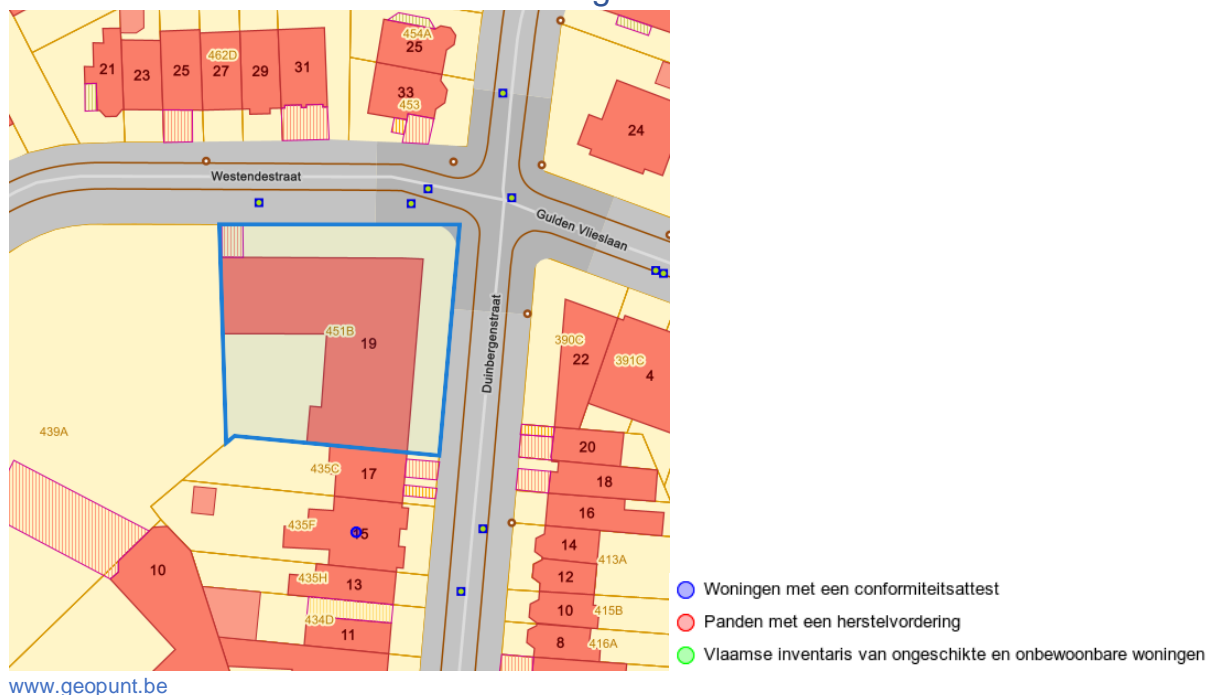 454A
25
462D
21
23
25
27
29
31
33
453
24
Westendestraat
Gulden Vlieslaan
Duinbergenstraat
451B
19
390C
22
391C
4
439A
20
435C
17
18
16
435F
15
14
413A
10
435H
13
12
10
415B
434D
11
8
416A
Woningen met een conformiteitsattest
Panden met een herstelvordering
Vlaamse inventaris van ongeschikte en onbewoonbare woningen
www.geopunt.be